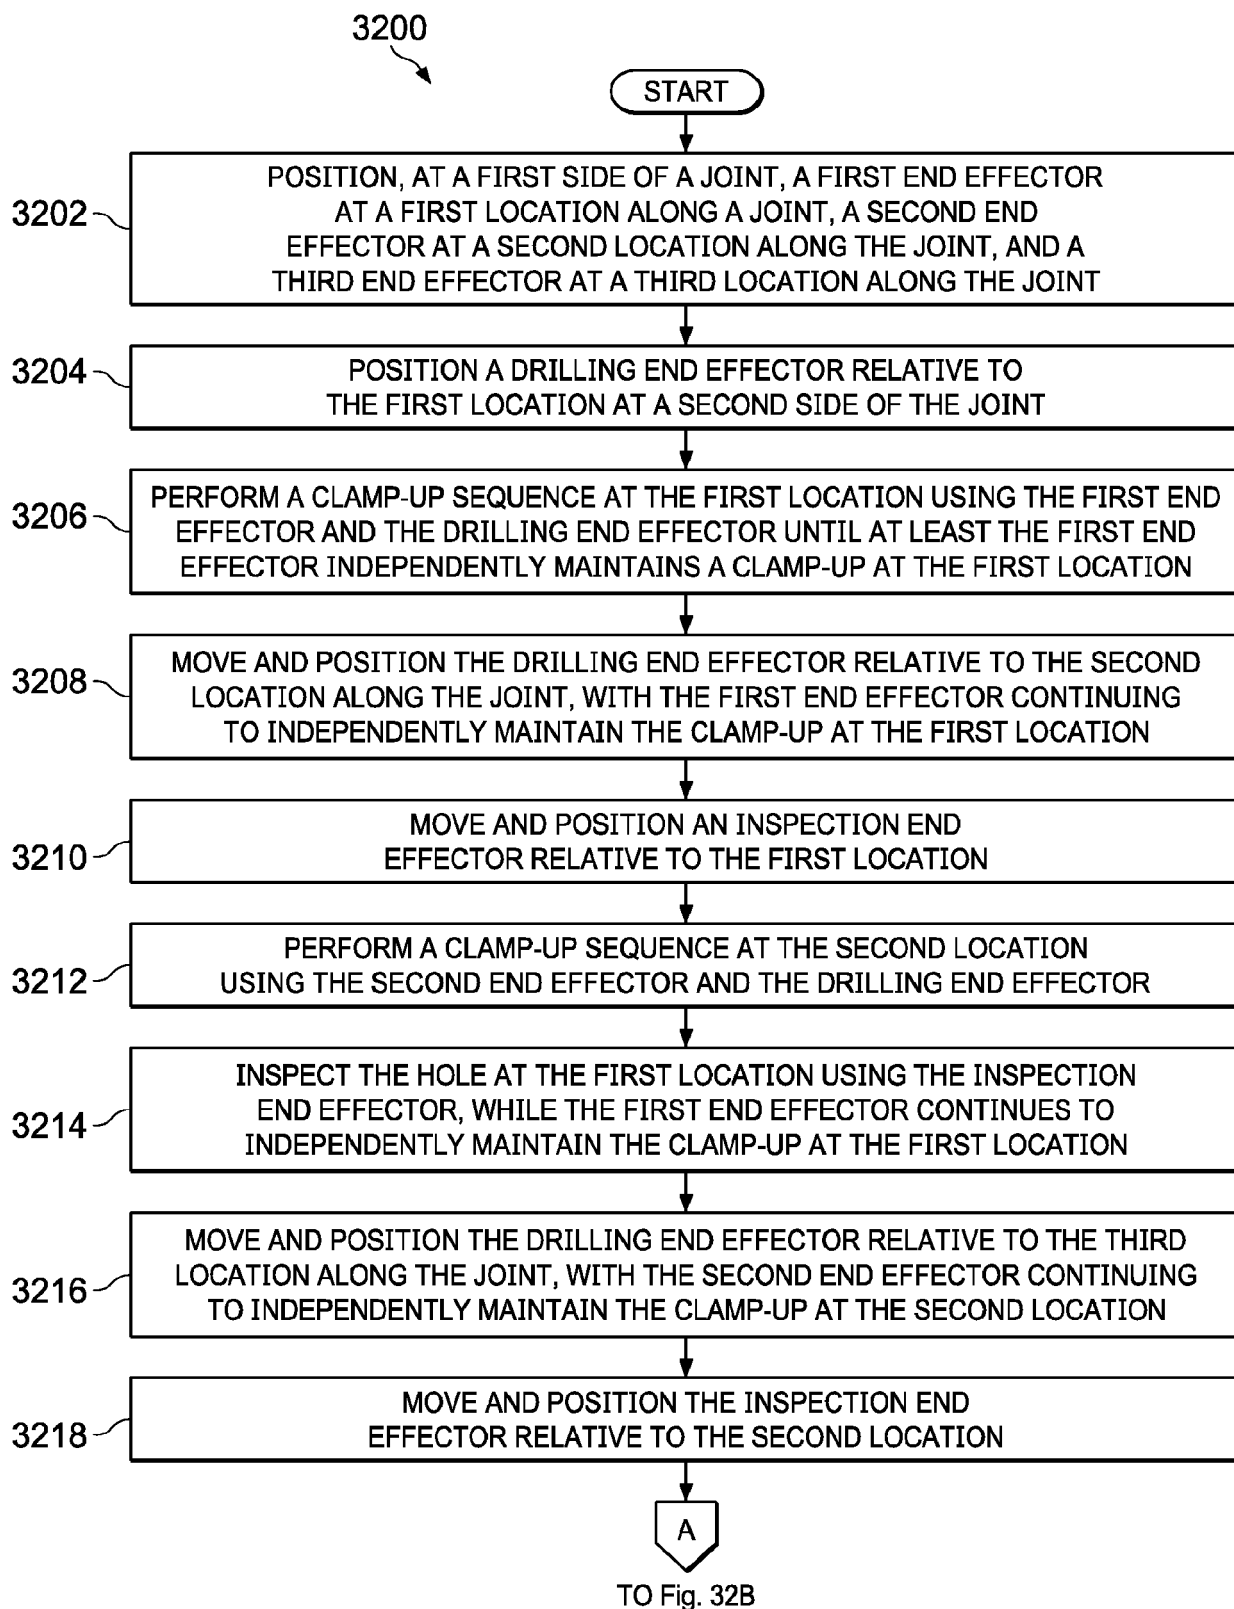 3200
START
3202
POSITION, AT A FIRST SIDE OF A JOINT, A FIRST END EFFECTOR
AT A FIRST LOCATION ALONG A JOINT, A SECOND END
EFFECTOR AT A SECOND LOCATION ALONG THE JOINT, AND A
THIRD END EFFECTOR AT A THIRD LOCATION ALONG THE JOINT
3204
POSITION A DRILLING END EFFECTOR RELATIVE TO
THE FIRST LOCATION AT A SECOND SIDE OF THE JOINT
3206
PERFORM A CLAMP-UP SEQUENCE AT THE FIRST LOCATION USING THE FIRST END
EFFECTOR AND THE DRILLING END EFFECTOR UNTIL AT LEAST THE FIRST END
EFFECTOR INDEPENDENTLY MAINTAINS A CLAMP-UP AT THE FIRST LOCATION
3208
MOVE AND POSITION THE DRILLING END EFFECTOR RELATIVE TO THE SECOND
LOCATION ALONG THE JOINT, WITH THE FIRST END EFFECTOR CONTINUING
TO INDEPENDENTLY MAINTAIN THE CLAMP-UP AT THE FIRST LOCATION
3210
MOVE AND POSITION AN INSPECTION END
EFFECTOR RELATIVE TO THE FIRST LOCATION
3212
PERFORM A CLAMP-UP SEQUENCE AT THE SECOND LOCATION
USING THE SECOND END EFFECTOR AND THE DRILLING END EFFECTOR
3214
INSPECT THE HOLE AT THE FIRST LOCATION USING THE INSPECTION
END EFFECTOR, WHILE THE FIRST END EFFECTOR CONTINUES TO
INDEPENDENTLY MAINTAIN THE CLAMP-UP AT THE FIRST LOCATION
3216
MOVE AND POSITION THE DRILLING END EFFECTOR RELATIVE TO THE THIRD
LOCATION ALONG THE JOINT, WITH THE SECOND END EFFECTOR CONTINUING
TO INDEPENDENTLY MAINTAIN THE CLAMP-UP AT THE SECOND LOCATION
3218
MOVE AND POSITION THE INSPECTION END
EFFECTOR RELATIVE TO THE SECOND LOCATION
A
TO Fig. 32B